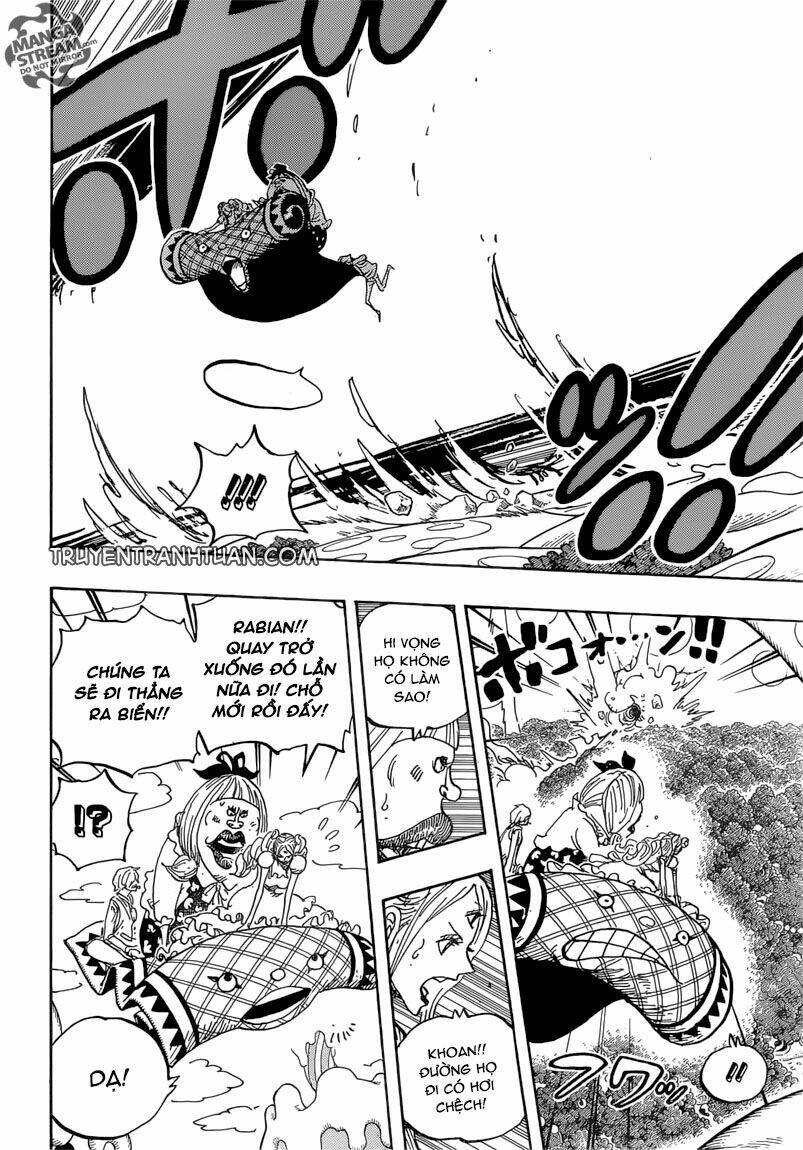 MANGA
STREAM.com
DO NOT MIRROR
!!!
TRUYENTRANHTUAN.COM
ボコォ…ン!!
HI VỌNG
HỌ KHÔNG
CÓ LÀM
SAO!
RABIAN!!
QUAY TRỞ
XUỐNG ĐÓ LẦN
NỮA ĐI! CHỖ
MỚI RỒI ĐẤY!
CHÚNG TA
SẼ ĐI THẲNG
RA BIỂN!!
!?
KHOAN!!
ĐƯỜNG HỌ
ĐI CÓ HƠI
CHỆCH!
!!
フワッ
DẠ!